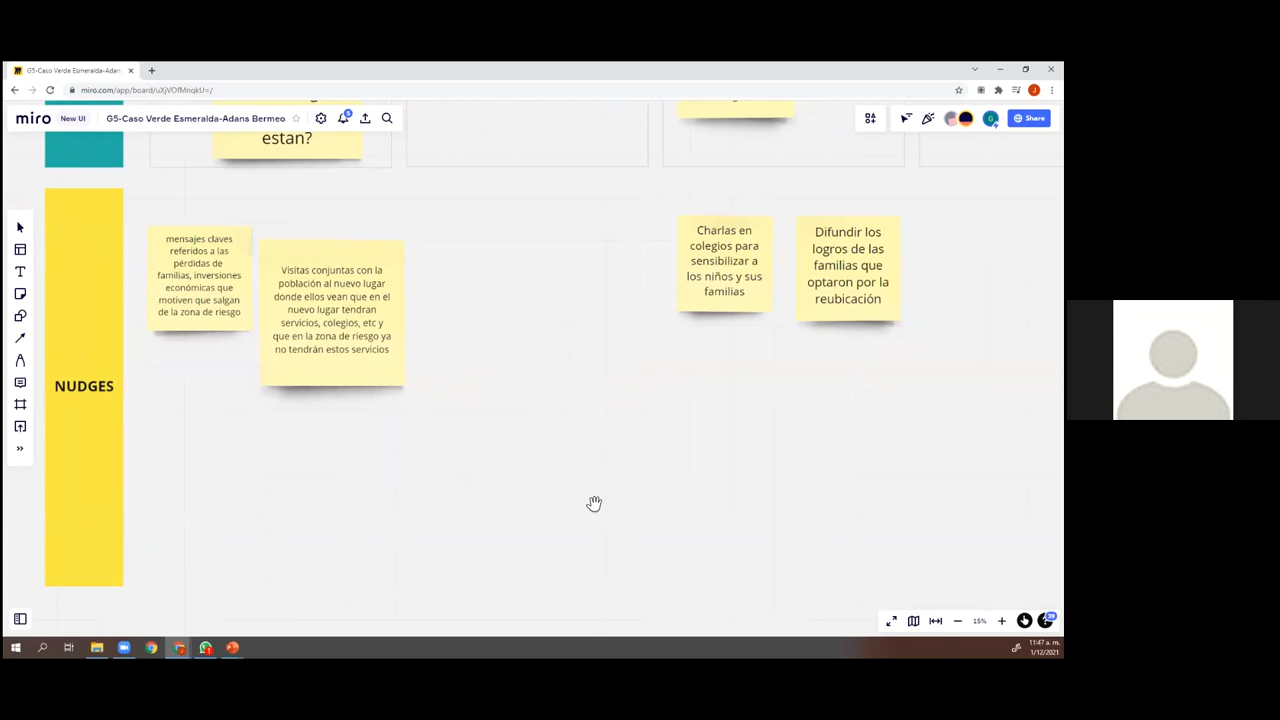 G5-Caso Verde Esmeralda-Adans
miro.com/app/board/uXjVOfMnqkU=/
miro
New UI
G5-Caso Verde Esmeralda-Adans Bermeo
Share
estan?
NUDGES
mensajes claves
referidos a las
pérdidas de
familias, inversiones
económicas que
motiven que salgan
de la zona de riesgo
Visitas conjuntas con la
población al nuevo lugar
donde ellos vean que en el
nuevo lugar tendran
servicios, colegios, etc y
que en la zona de riesgo ya
no tendrán estos servicios
Charlas en
colegios para
sensibilizar a
los niños y sus
familias
Difundir los
logros de las
familias que
optaron por la
reubicación
15%
11:47 a. m.
1/12/2021